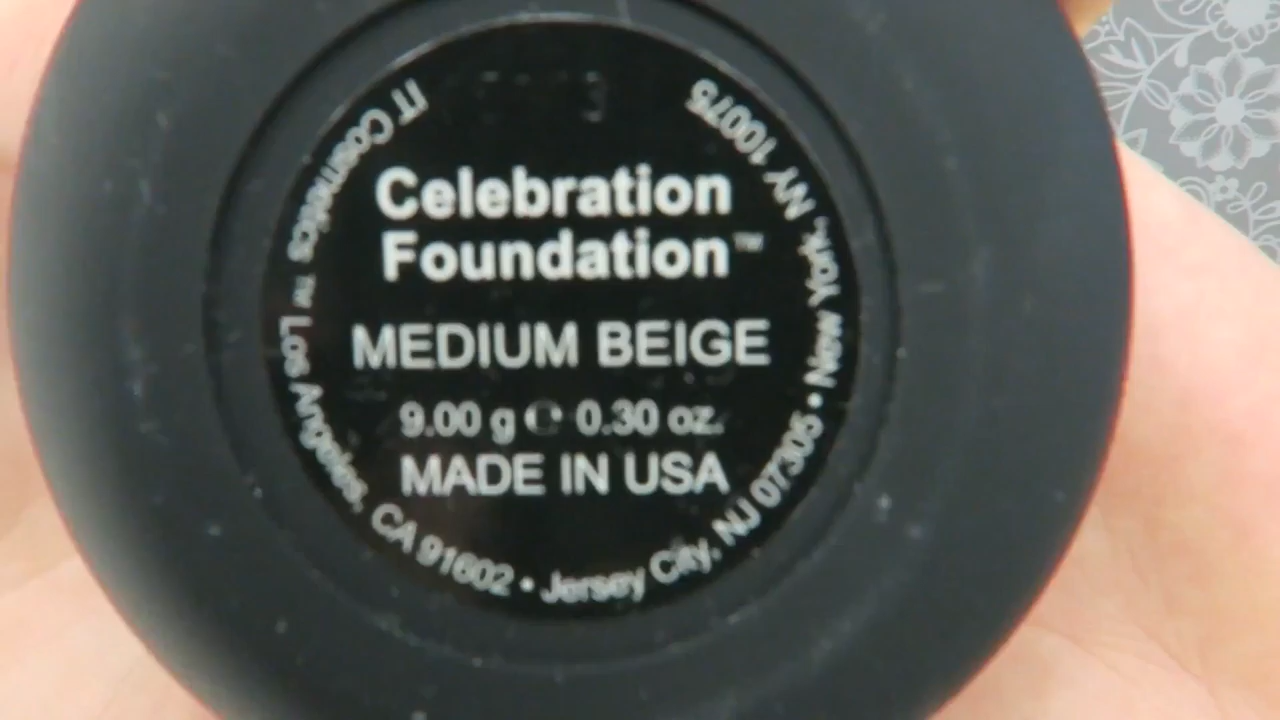 Celebration
Foundation™
MEDIUM BEIGE
9.00 g ℮ 0.30 oz.
MADE IN USA
IT Cosmetics ™ Los Angeles, CA 91602 • Jersey City, NJ 07305 • New York, NY 10075